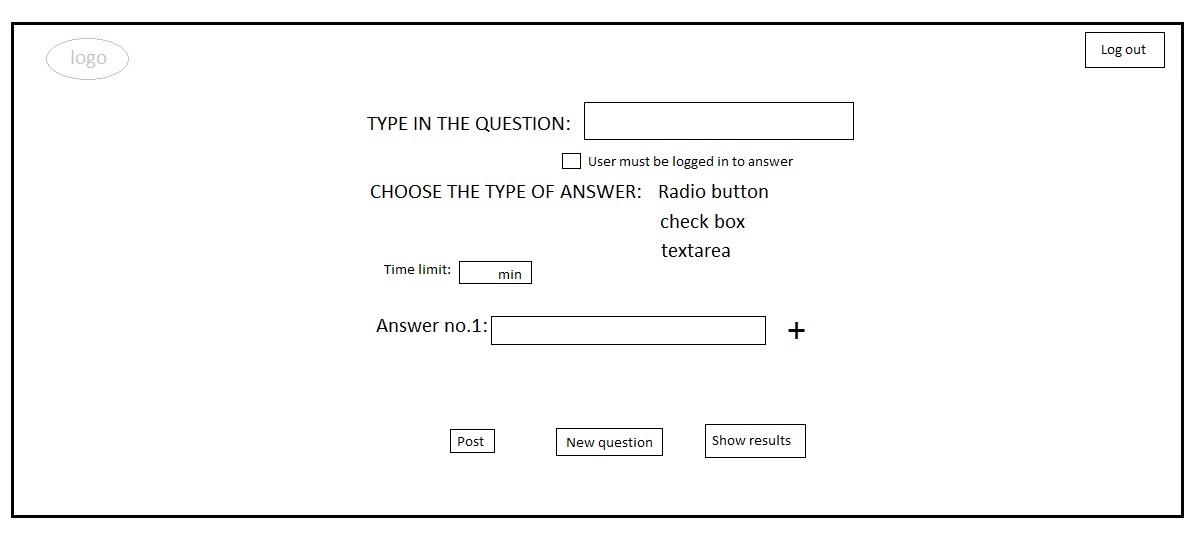 logo
Log out
TYPE IN THE QUESTION:
User must be logged in to answer
CHOOSE THE TYPE OF ANSWER: Radio button
check box
textarea
Time limit: min
Answer no.1: +
Post New question Show results